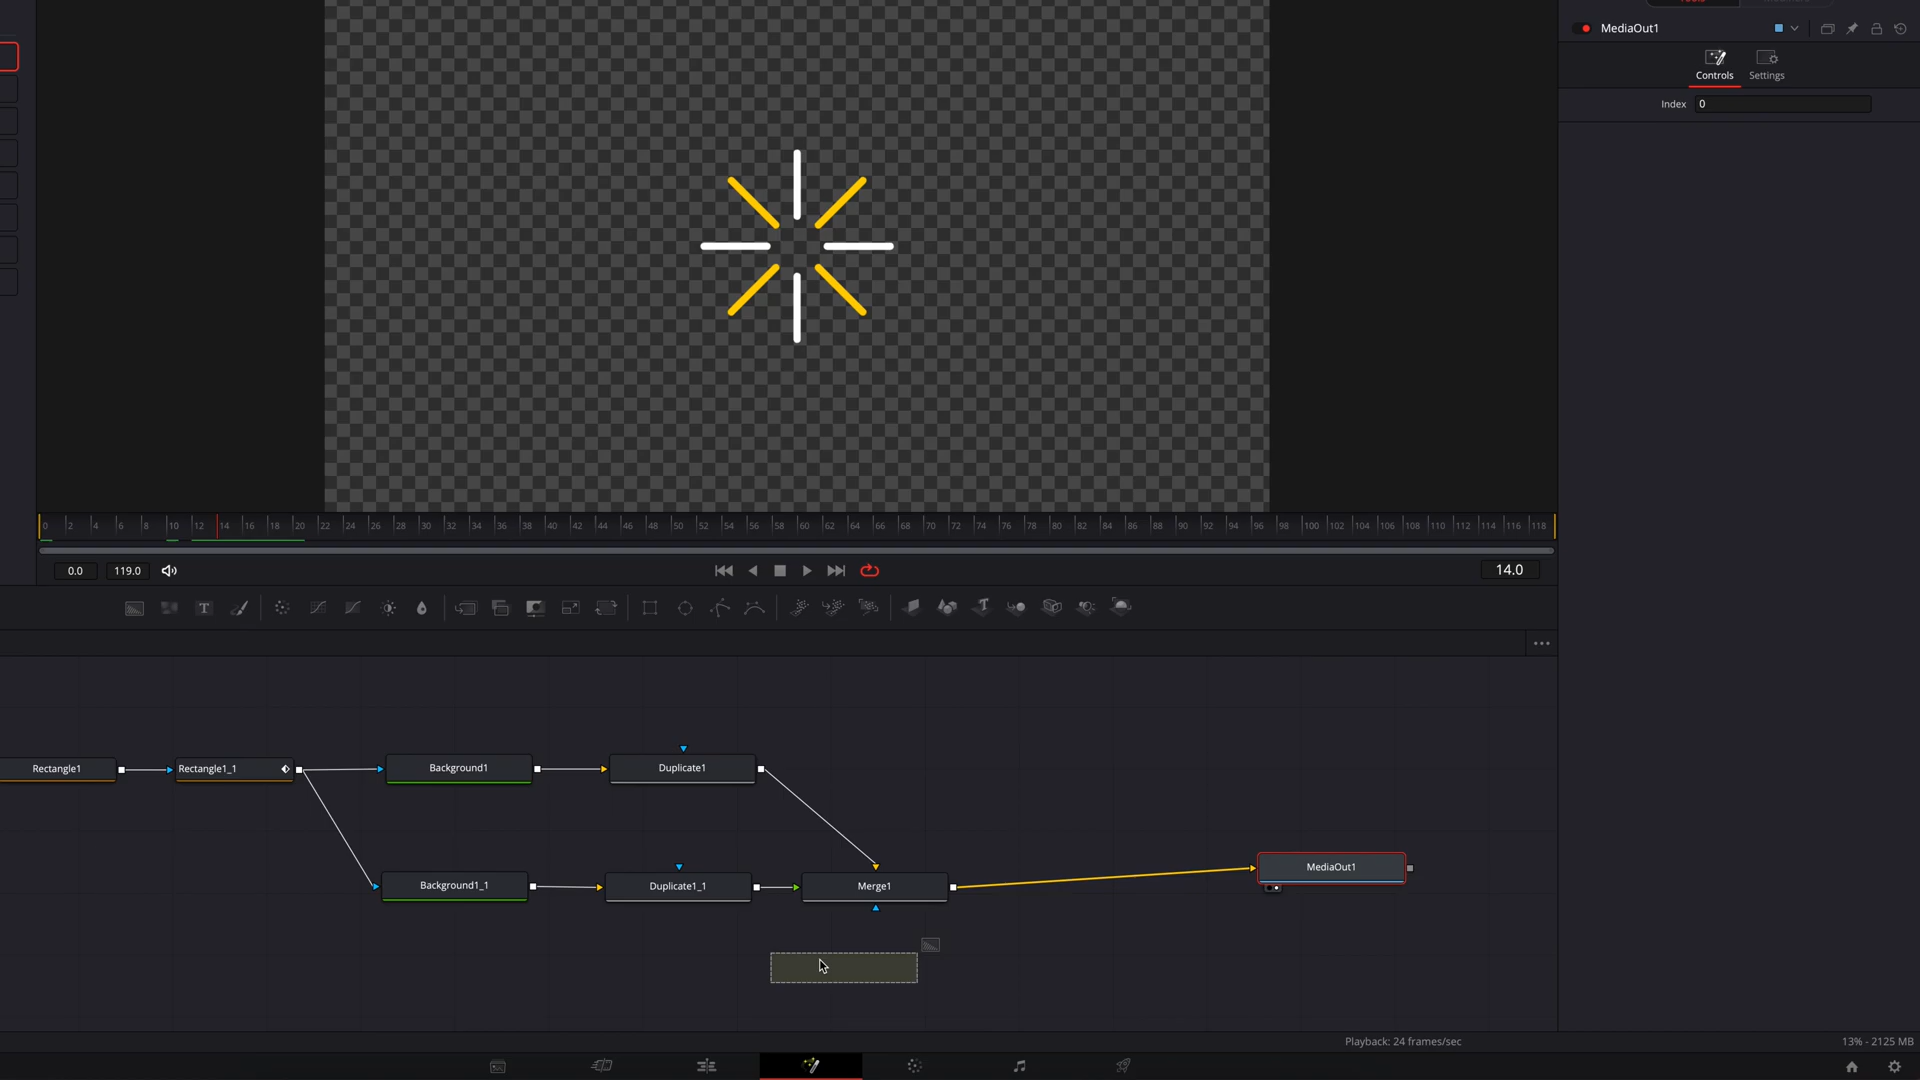 MediaOut1
Controls
Settings
Index 0
0 2 4 6 8 10 12 14 16 18 20 22 24 26 28 30 32 34 36 38 40 42 44 46 48 50 52 54 56 58 60 62 64 66 68 70 72 74 76 78 80 82 84 86 88 90 92 94 96 98 100 102 104 106 108 110 112 114 116 118
0.0
119.0
14.0
T
Rectangle1
Rectangle1_1
Background1
Duplicate1
Background1_1
Duplicate1_1
Merge1
MediaOut1
Playback: 24 frames/sec
13% - 2125 MB